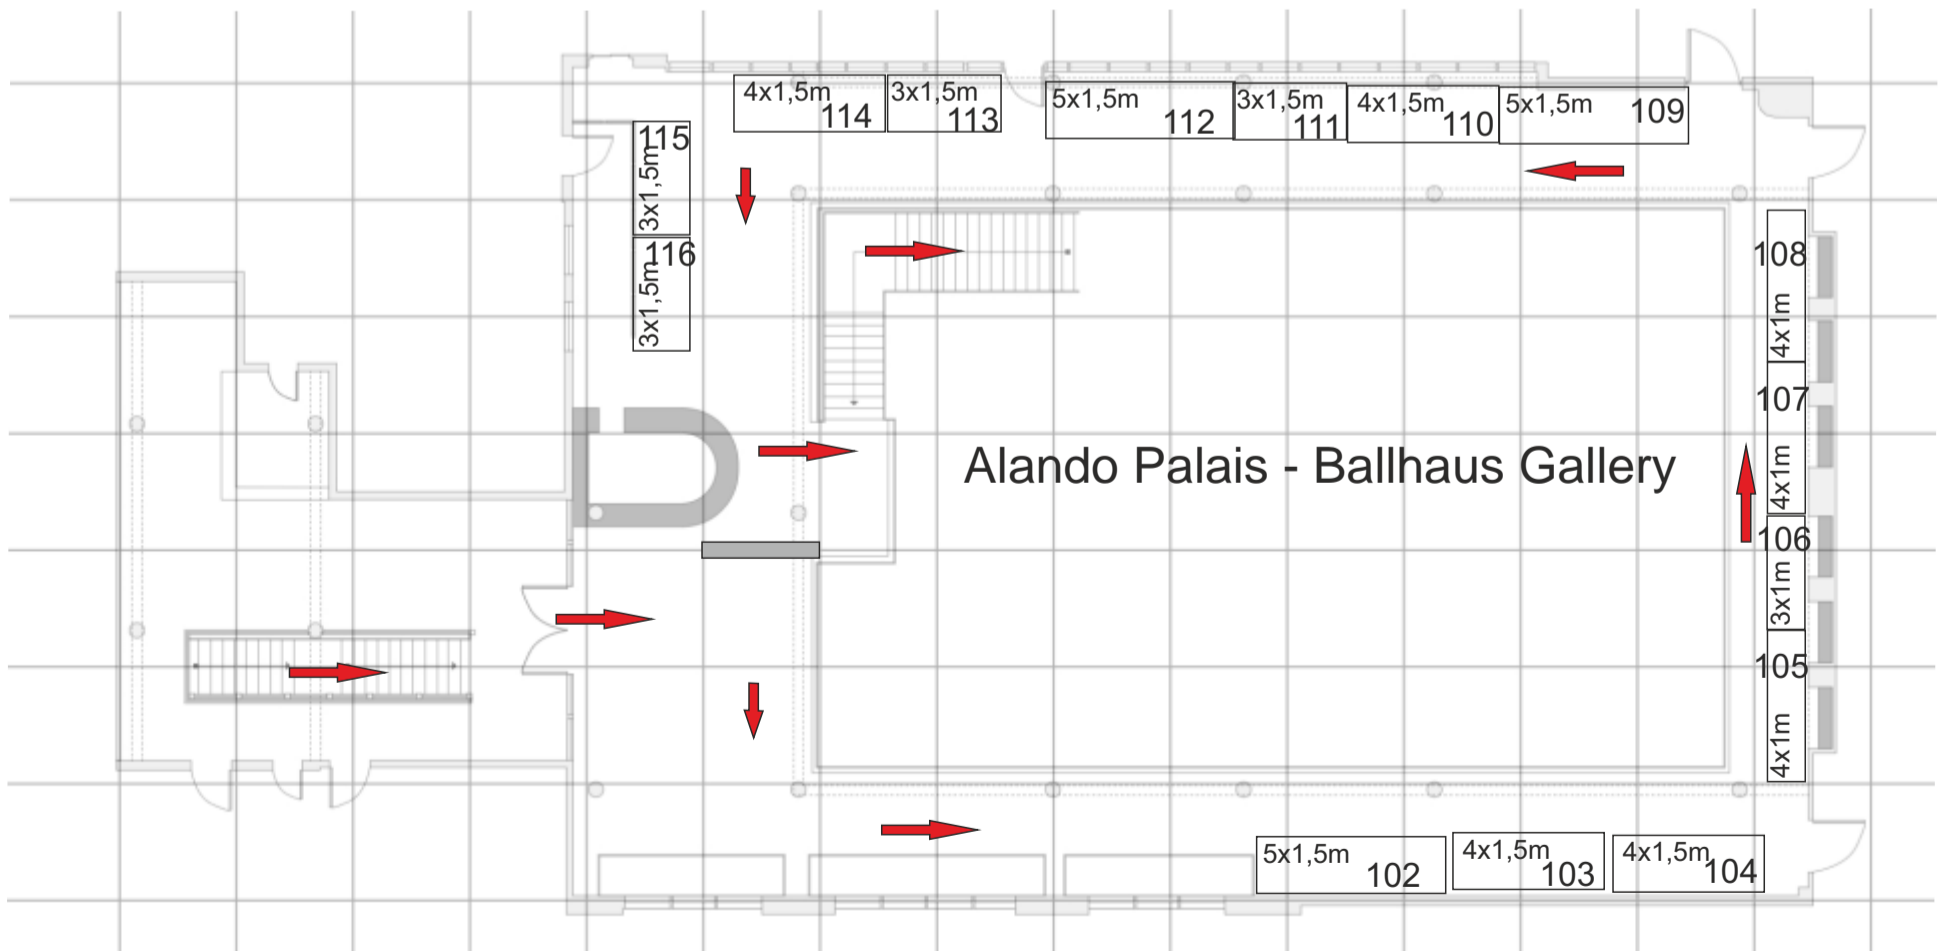 4x1,5m
114
3x1,5m
113
5x1,5m
112
3x1,5m
111
4x1,5m
110
5x1,5m
109
115
3x1,5m
116
3x1,5m
108
4x1m
107
4x1m
Alando Palais - Ballhaus Gallery
106
3x1m
105
4x1m
5x1,5m
102
4x1,5m
103
4x1,5m
104